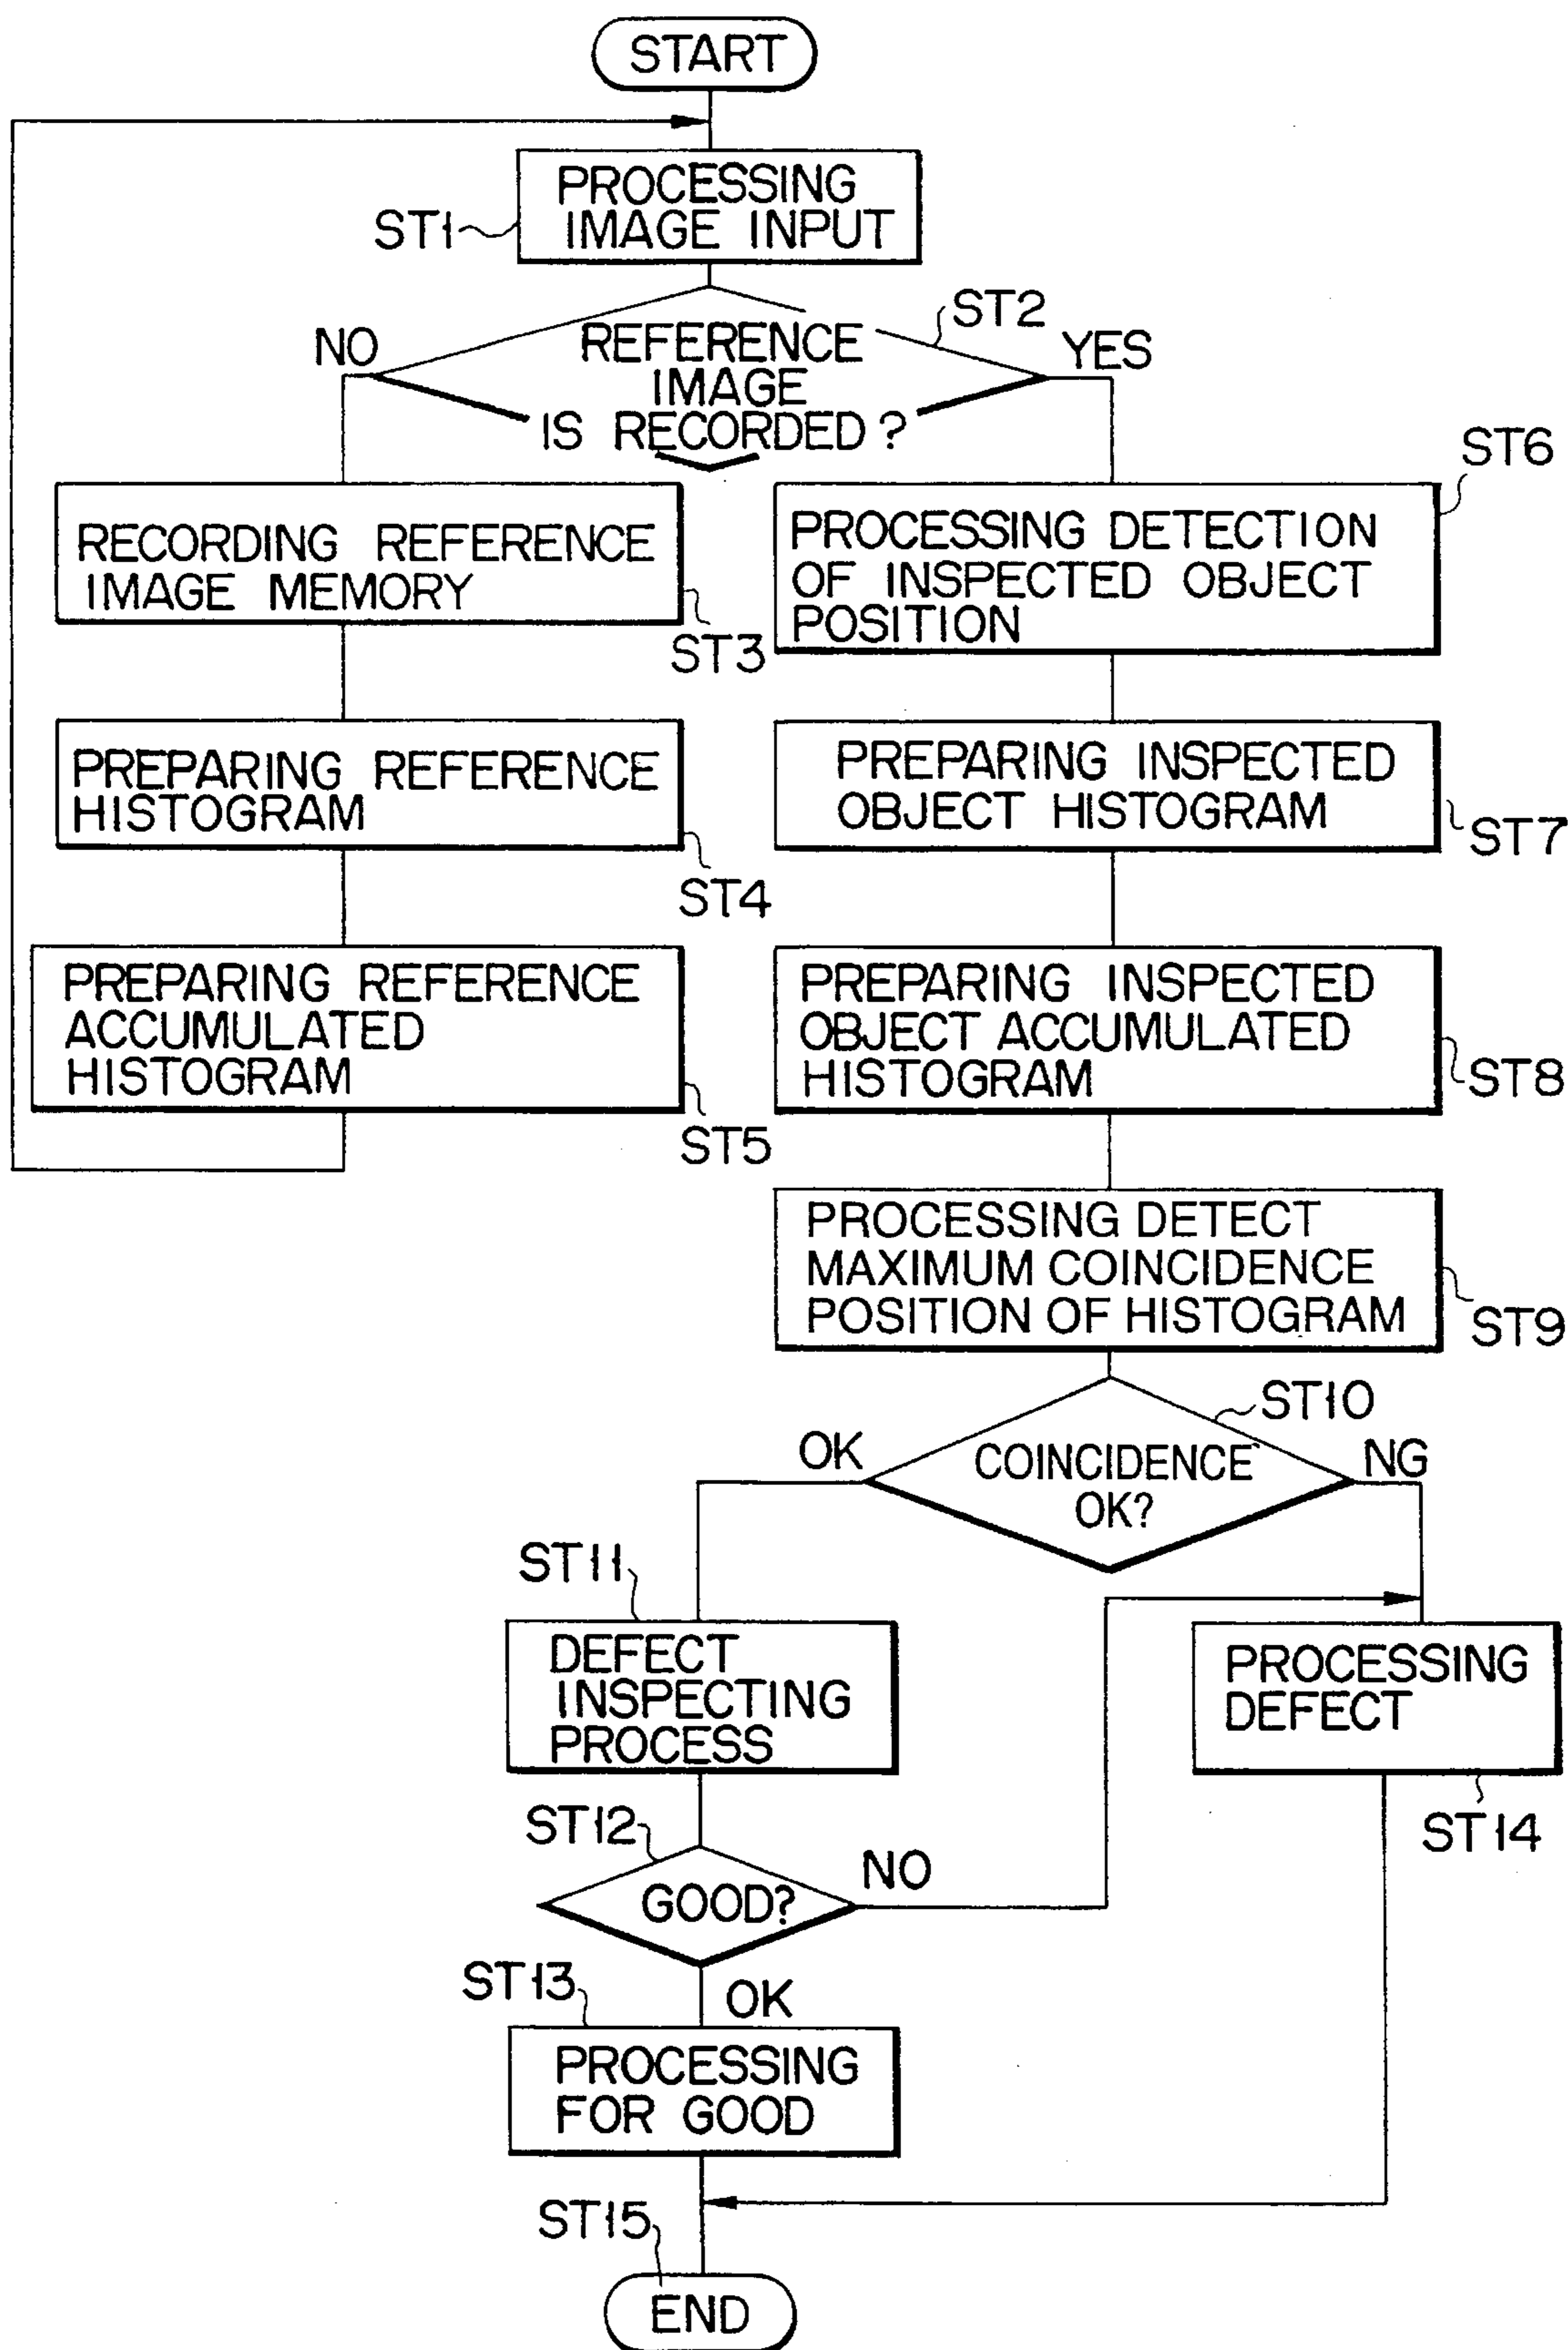 START
PROCESSING
IMAGE INPUT
ST1
ST2
NO
YES
REFERENCE
IMAGE
IS RECORDED?
RECORDING REFERENCE
IMAGE MEMORY
ST3
PREPARING REFERENCE
HISTOGRAM
ST4
PREPARING REFERENCE
ACCUMULATED
HISTOGRAM
ST5
ST6
PROCESSING DETECTION
OF INSPECTED OBJECT
POSITION
PREPARING INSPECTED
OBJECT HISTOGRAM
ST7
PREPARING INSPECTED
OBJECT ACCUMULATED
HISTOGRAM
ST8
PROCESSING DETECT
MAXIMUM COINCIDENCE
POSITION OF HISTOGRAM
ST9
ST10
OK
NG
COINCIDENCE
OK?
ST11
DEFECT
INSPECTING
PROCESS
PROCESSING
DEFECT
ST14
ST12
NO
GOOD?
ST13
OK
PROCESSING
FOR GOOD
ST15
END